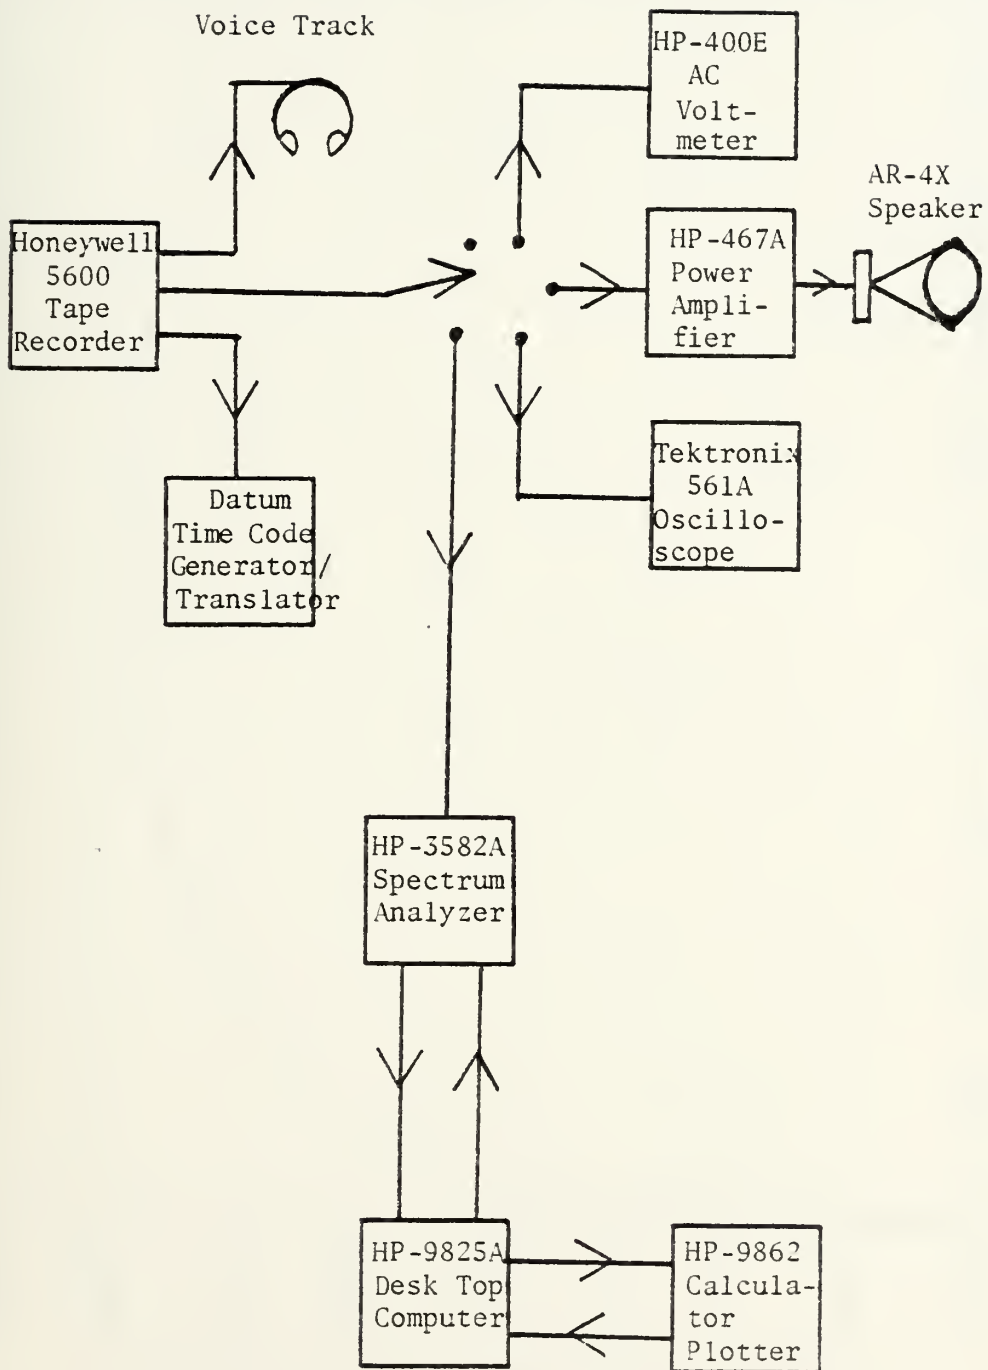 Voice Track
HP-400E
AC
Volt-
meter
AR-4X
Speaker
Honeywell
5600
Tape
Recorder
HP-467A
Power
Ampli-
fier
Tektronix
561A
Oscillo-
scope
Datum
Time Code
Generator/
Translator
HP-3582A
Spectrum
Analyzer
HP-9825A
Desk Top
Computer
HP-9862
Calcula-
tor
Plotter